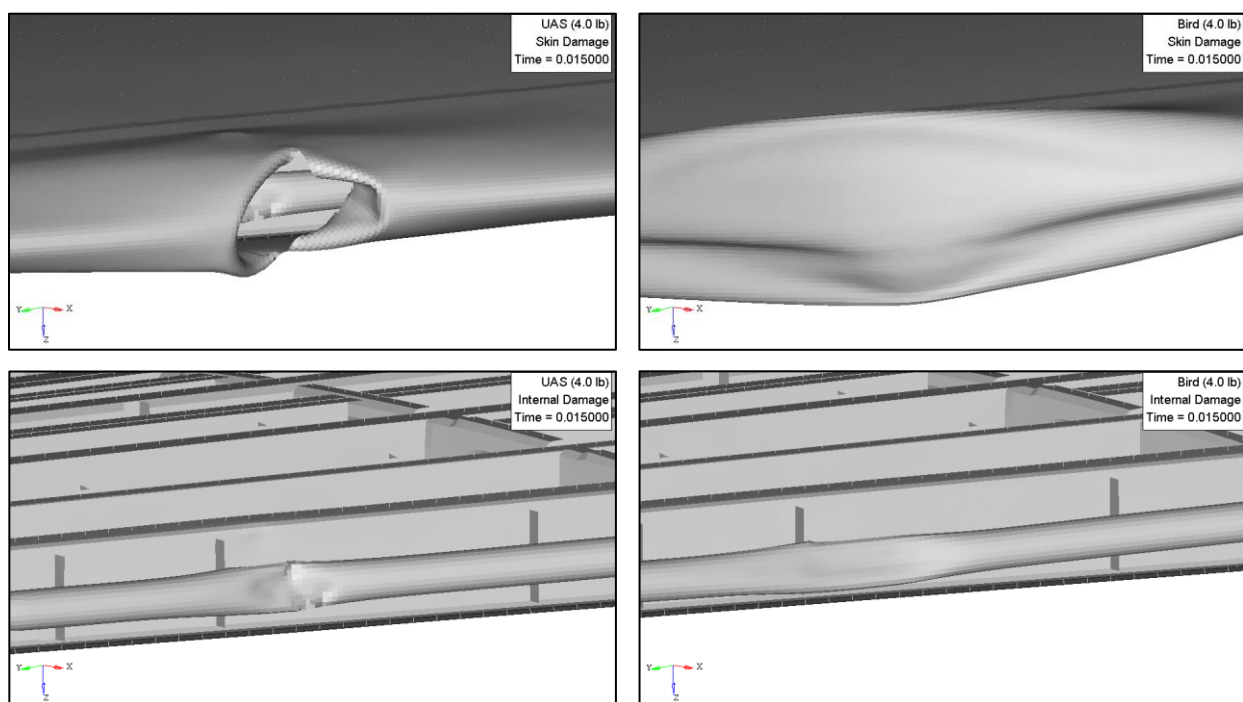 UAS (4.0 lb)
Skin Damage
Time = 0.015000
Y X
Z
Bird (4.0 lb)
Skin Damage
Time = 0.015000
Y X
Z
UAS (4.0 lb)
Internal Damage
Time = 0.015000
Y X
Z
Bird (4.0 lb)
Internal Damage
Time = 0.015000
Y X
Z